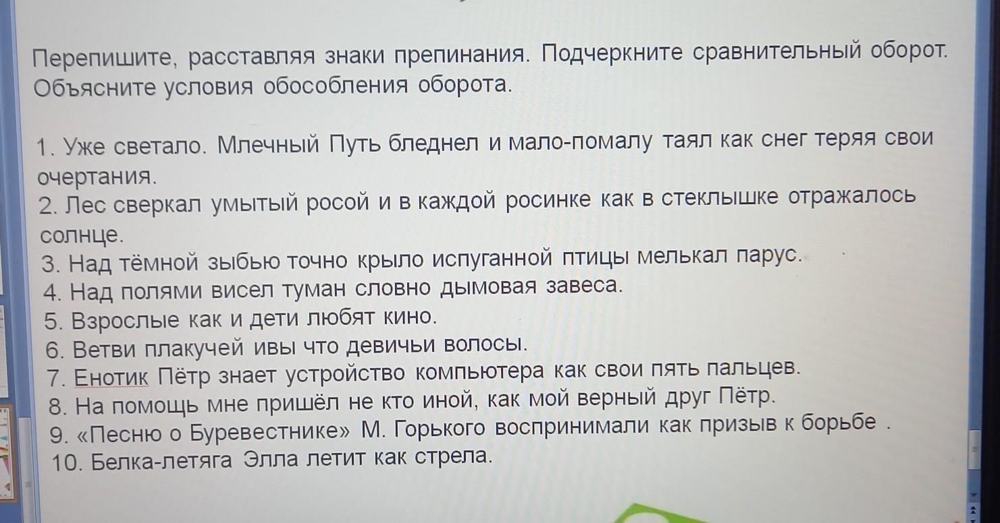 Перепишите, расставляя знаки препинания. Подчеркните сравнительный оборот.
Объясните условия обособления оборота.
1. Уже светало. Млечный Путь бледнел и мало-помалу таял как снег теряя свои
очертания.
2. Лес сверкал умытый росой и в каждой росинке как в стеклышке отражалось
солнце.
3. Над тёмной зыбью точно крыло испуганной птицы мелькал парус.
4. Над полями висел туман словно дымовая завеса.
5. Взрослые как и дети любят кино.
6. Ветви плакучей ивы что девичьи волосы.
7. Енотик Пётр знает устройство компьютера как свои пять пальцев.
8. На помощь мне пришёл не кто иной, как мой верный друг Пётр.
9. «Песню о Буревестнике» М. Горького воспринимали как призыв к борьбе .
10. Белка-летяга Элла летит как стрела.